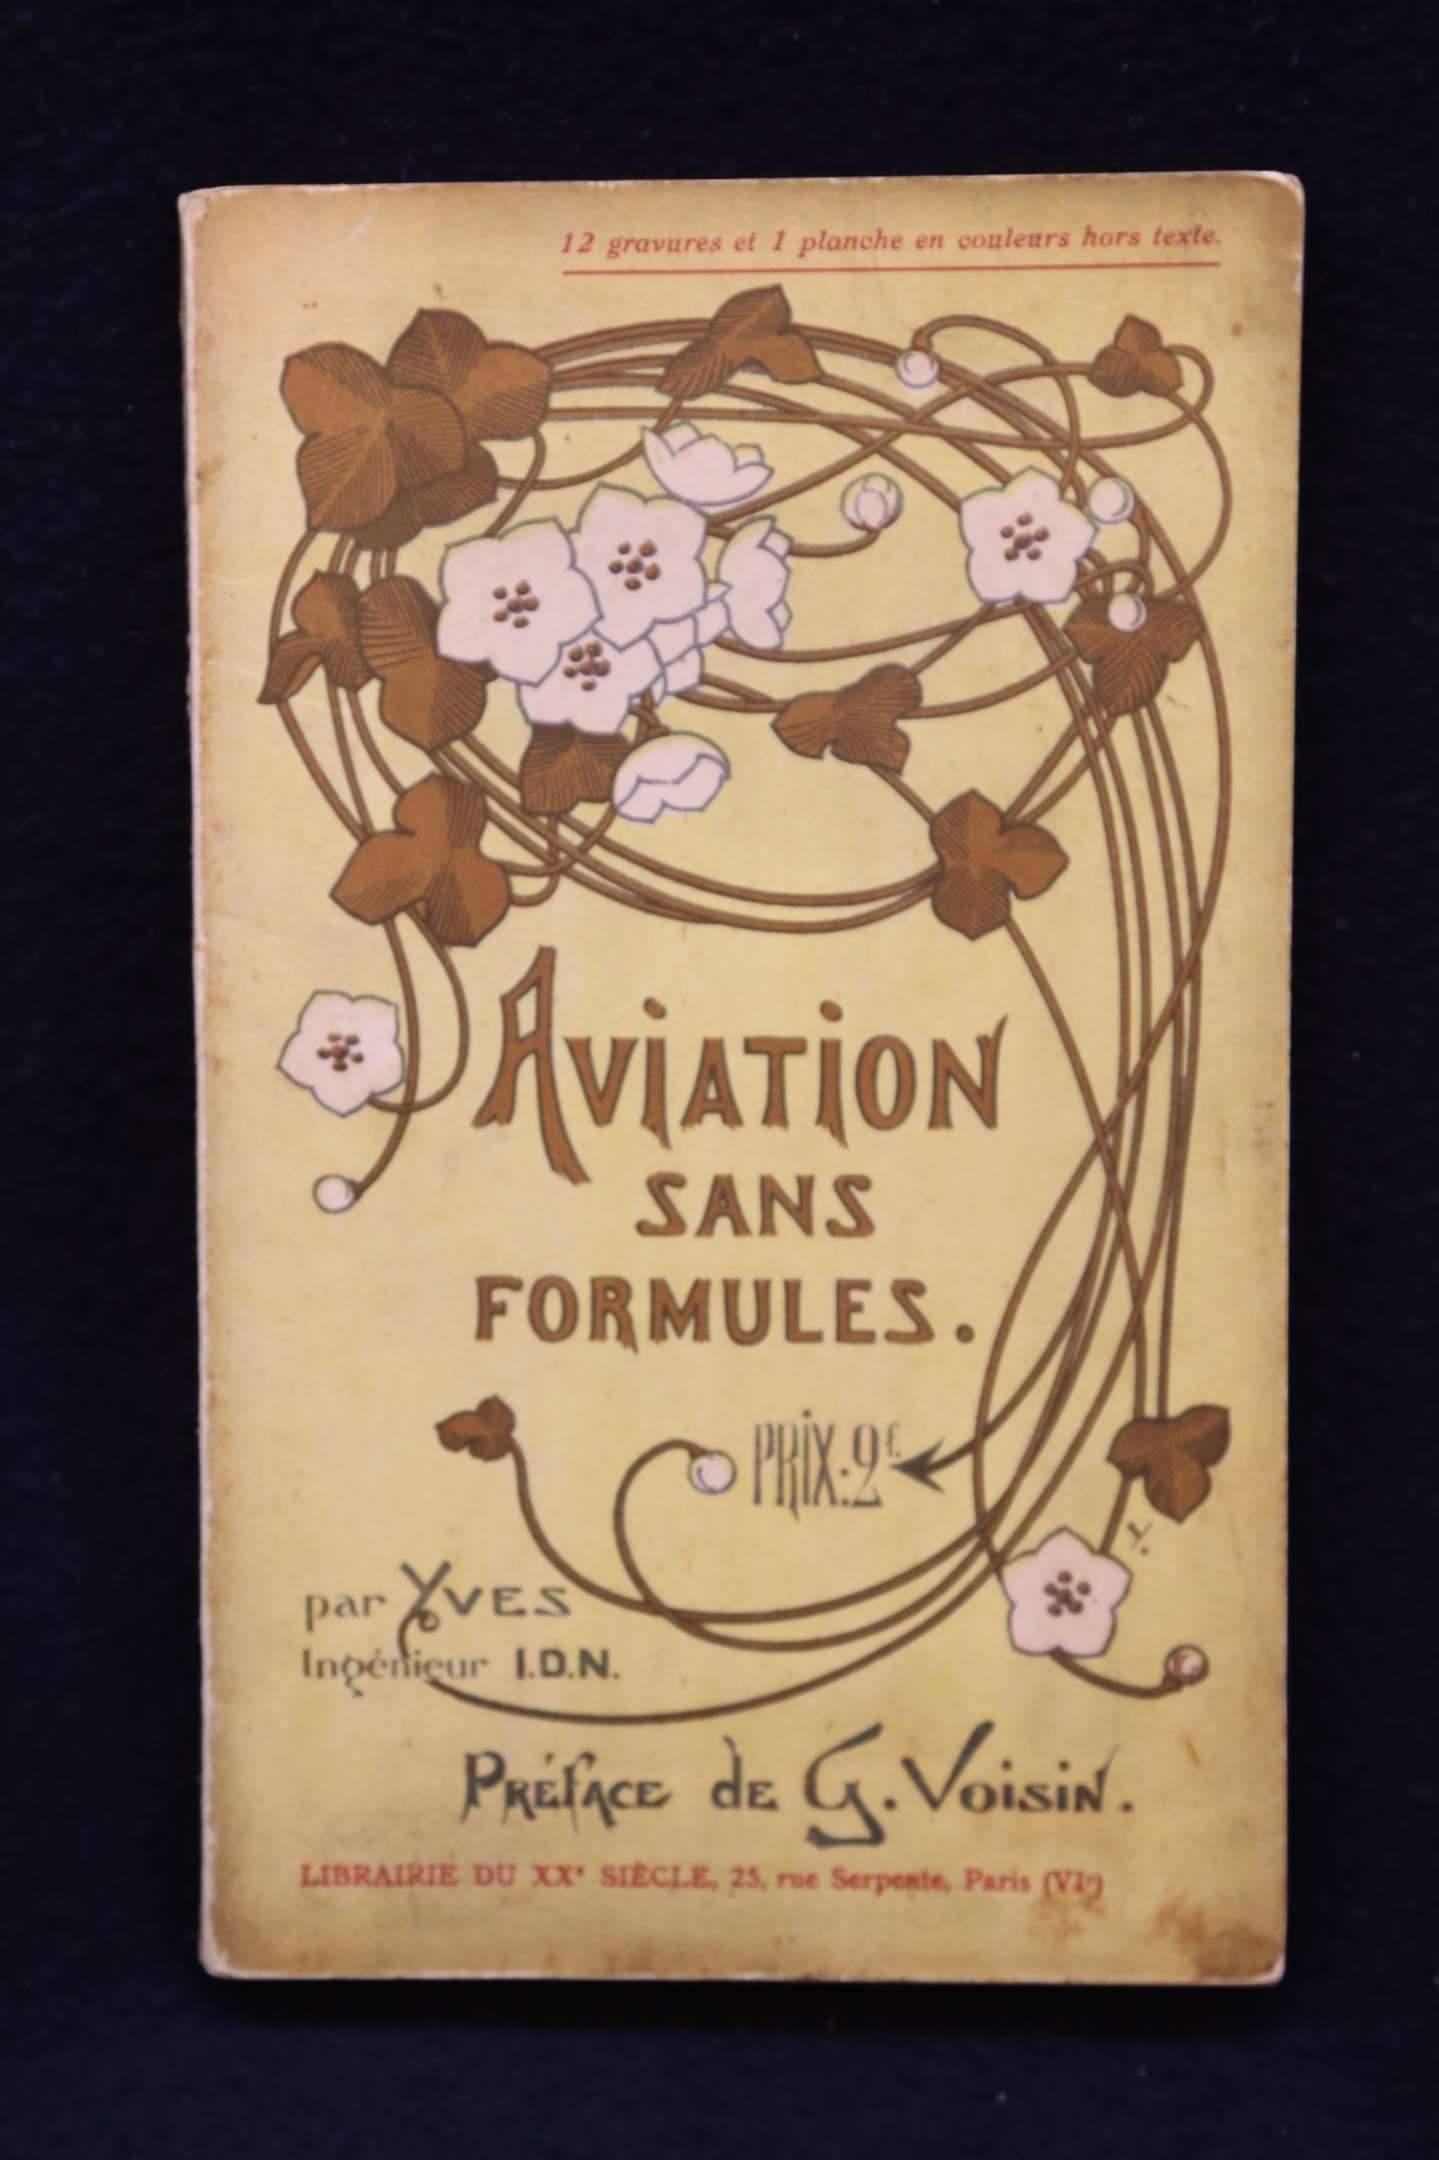 12 gravures et 1 planche en couleurs hors texte.
AViATiON
SANS
FORMULES.
PRiX: 2 f.
par YVES
Ingénieur I.D.N.
PRÉfACE de G. VOISIN.
LIBRAIRIE DU XXᵉ SIÈCLE, 25, rue Serpente, Paris (VIᵉ)